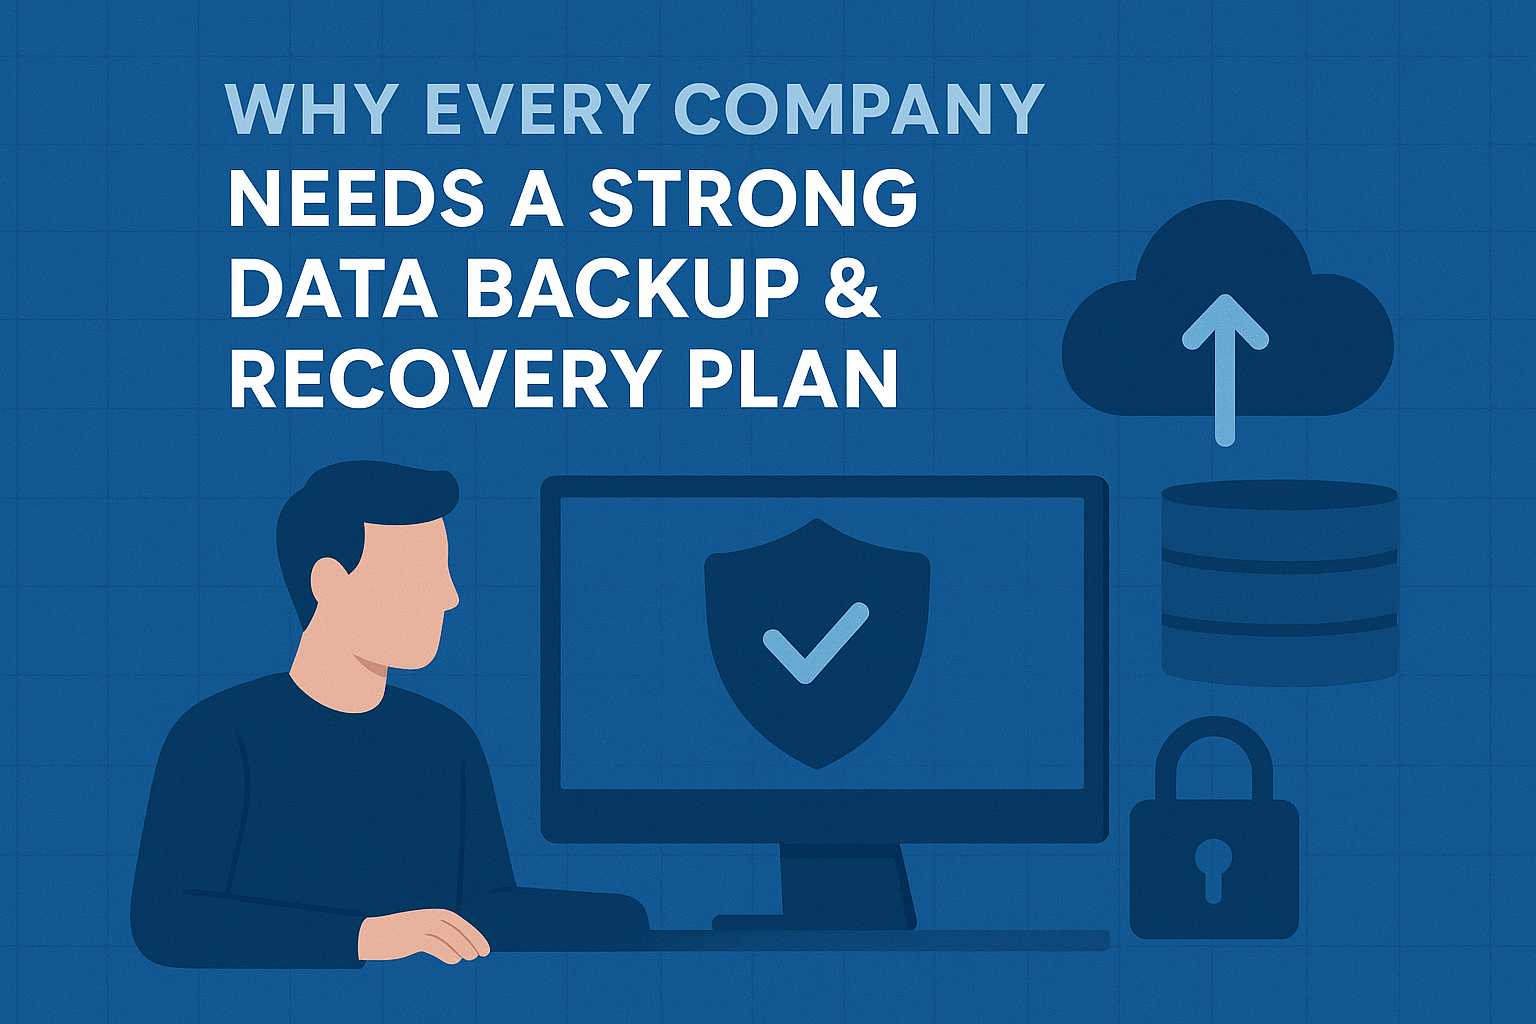 WHY EVERY COMPANY
NEEDS A STRONG
DATA BACKUP &
RECOVERY PLAN